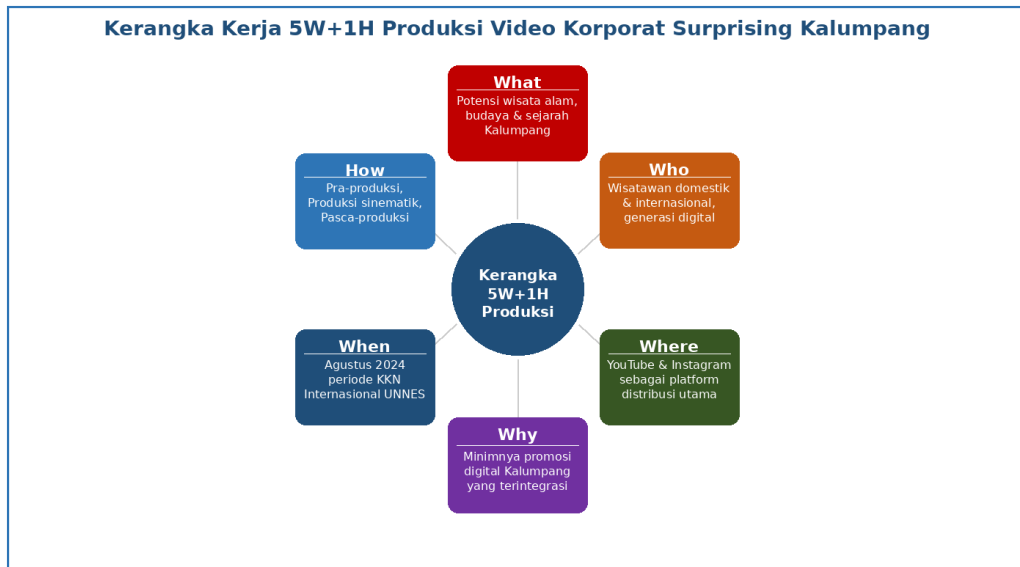 Kerangka Kerja 5W+1H Produksi Video Korporat Surprising Kalumpang
What
Potensi wisata alam,
budaya & sejarah
Kalumpang
How
Pra-produksi,
Produksi sinematik,
Pasca-produksi
Who
Wisatawan domestik
& internasional,
generasi digital
Kerangka
5W+1H
Produksi
When
Agustus 2024
periode KKN
Internasional UNNES
Where
YouTube & Instagram
sebagai platform
distribusi utama
Why
Minimnya promosi
digital Kalumpang
yang terintegrasi